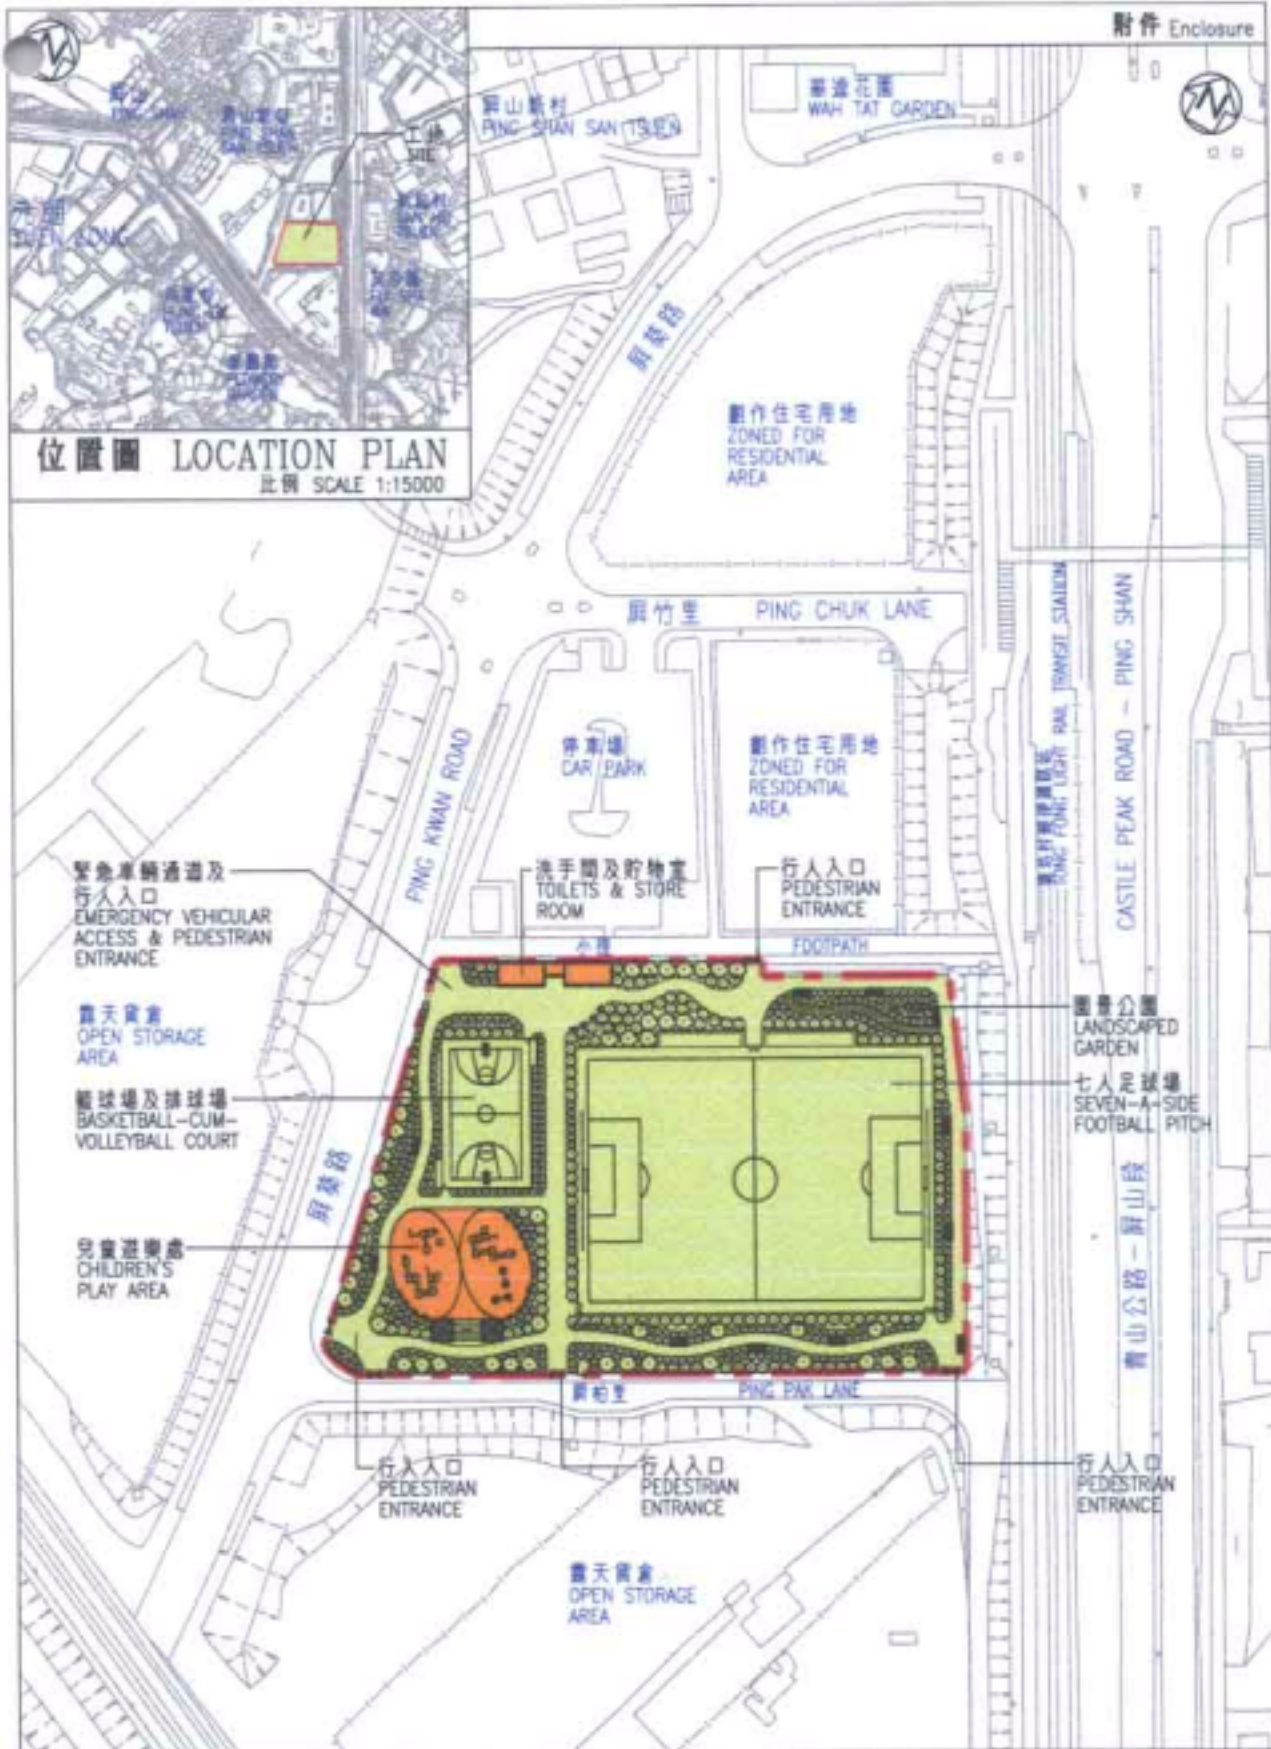 附件 Enclosure
屏山新村
PING SHAN SAN TSUEN
華達花園
WAH TAT GARDEN
工地
SITE
位置圖 LOCATION PLAN
比例 SCALE 1:15000
屏葵路
劃作住宅用地
ZONED FOR
RESIDENTIAL
AREA
屏竹里 PING CHUK LANE
PING KWAN ROAD
停車場
CAR PARK
劃作住宅用地
ZONED FOR
RESIDENTIAL
AREA
TONG FONG LIGHT RAIL TRANSIT STATION
CASTLE PEAK ROAD - PING SHAN
緊急車輛通道及
行人入口
EMERGENCY VEHICULAR
ACCESS & PEDESTRIAN
ENTRANCE
洗手間及貯物室
TOILETS & STORE
ROOM
行人入口
PEDESTRIAN
ENTRANCE
小徑 FOOTPATH
露天貨倉
OPEN STORAGE
AREA
園景公園
LANDSCAPED
GARDEN
籃球場及排球場
BASKETBALL-CUM-
VOLLEYBALL COURT
七人足球場
SEVEN-A-SIDE
FOOTBALL PITCH
屏葵路
兒童遊樂處
CHILDREN'S
PLAY AREA
青山公路-屏山段
屏柏里 PING PAK LANE
行人入口
PEDESTRIAN
ENTRANCE
行人入口
PEDESTRIAN
ENTRANCE
行人入口
PEDESTRIAN
ENTRANCE
露天貨倉
OPEN STORAGE
AREA